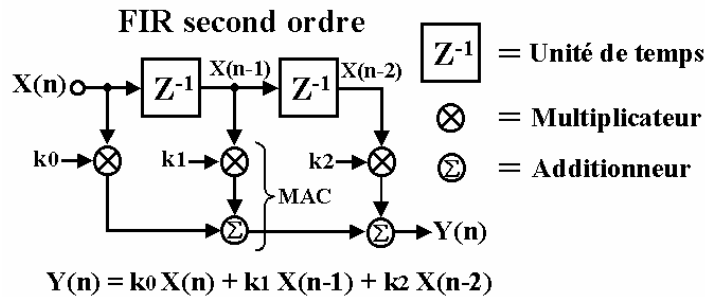 FIR second ordre
X(n)
Z⁻¹
X(n-1)
Z⁻¹
X(n-2)
Z⁻¹ = Unité de temps
k0
k1
k2
MAC
= Multiplicateur
Σ = Additionneur
Σ
Σ
Y(n)
Y(n) = k0 X(n) + k1 X(n-1) + k2 X(n-2)